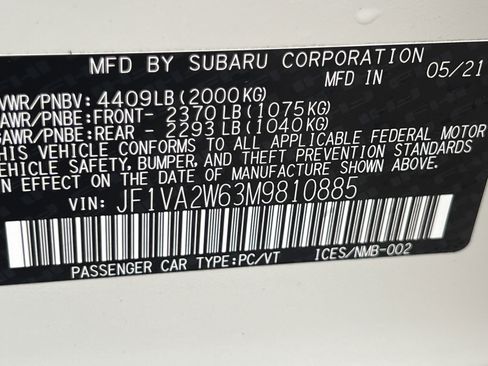 MFD BY SUBARU CORPORATION
MFD IN 05/21
VWR/PNBV: 4409LB(2000KG)
AWR/PNBE:FRONT- 2370LB(1075KG)
GAWR/PNBE:REAR - 2293LB(1040KG)
THIS VEHICLE CONFORMS TO ALL APPLICABLE FEDERAL MOTOR
VEHICLE SAFETY, BUMPER, AND THEFT PREVENTION STANDARDS
IN EFFECT ON THE DATE OF MANUFACTURE SHOWN ABOVE.
VIN: JF1VA2W63M9810885
PASSENGER CAR TYPE:PC/VT ICES/NMB-002